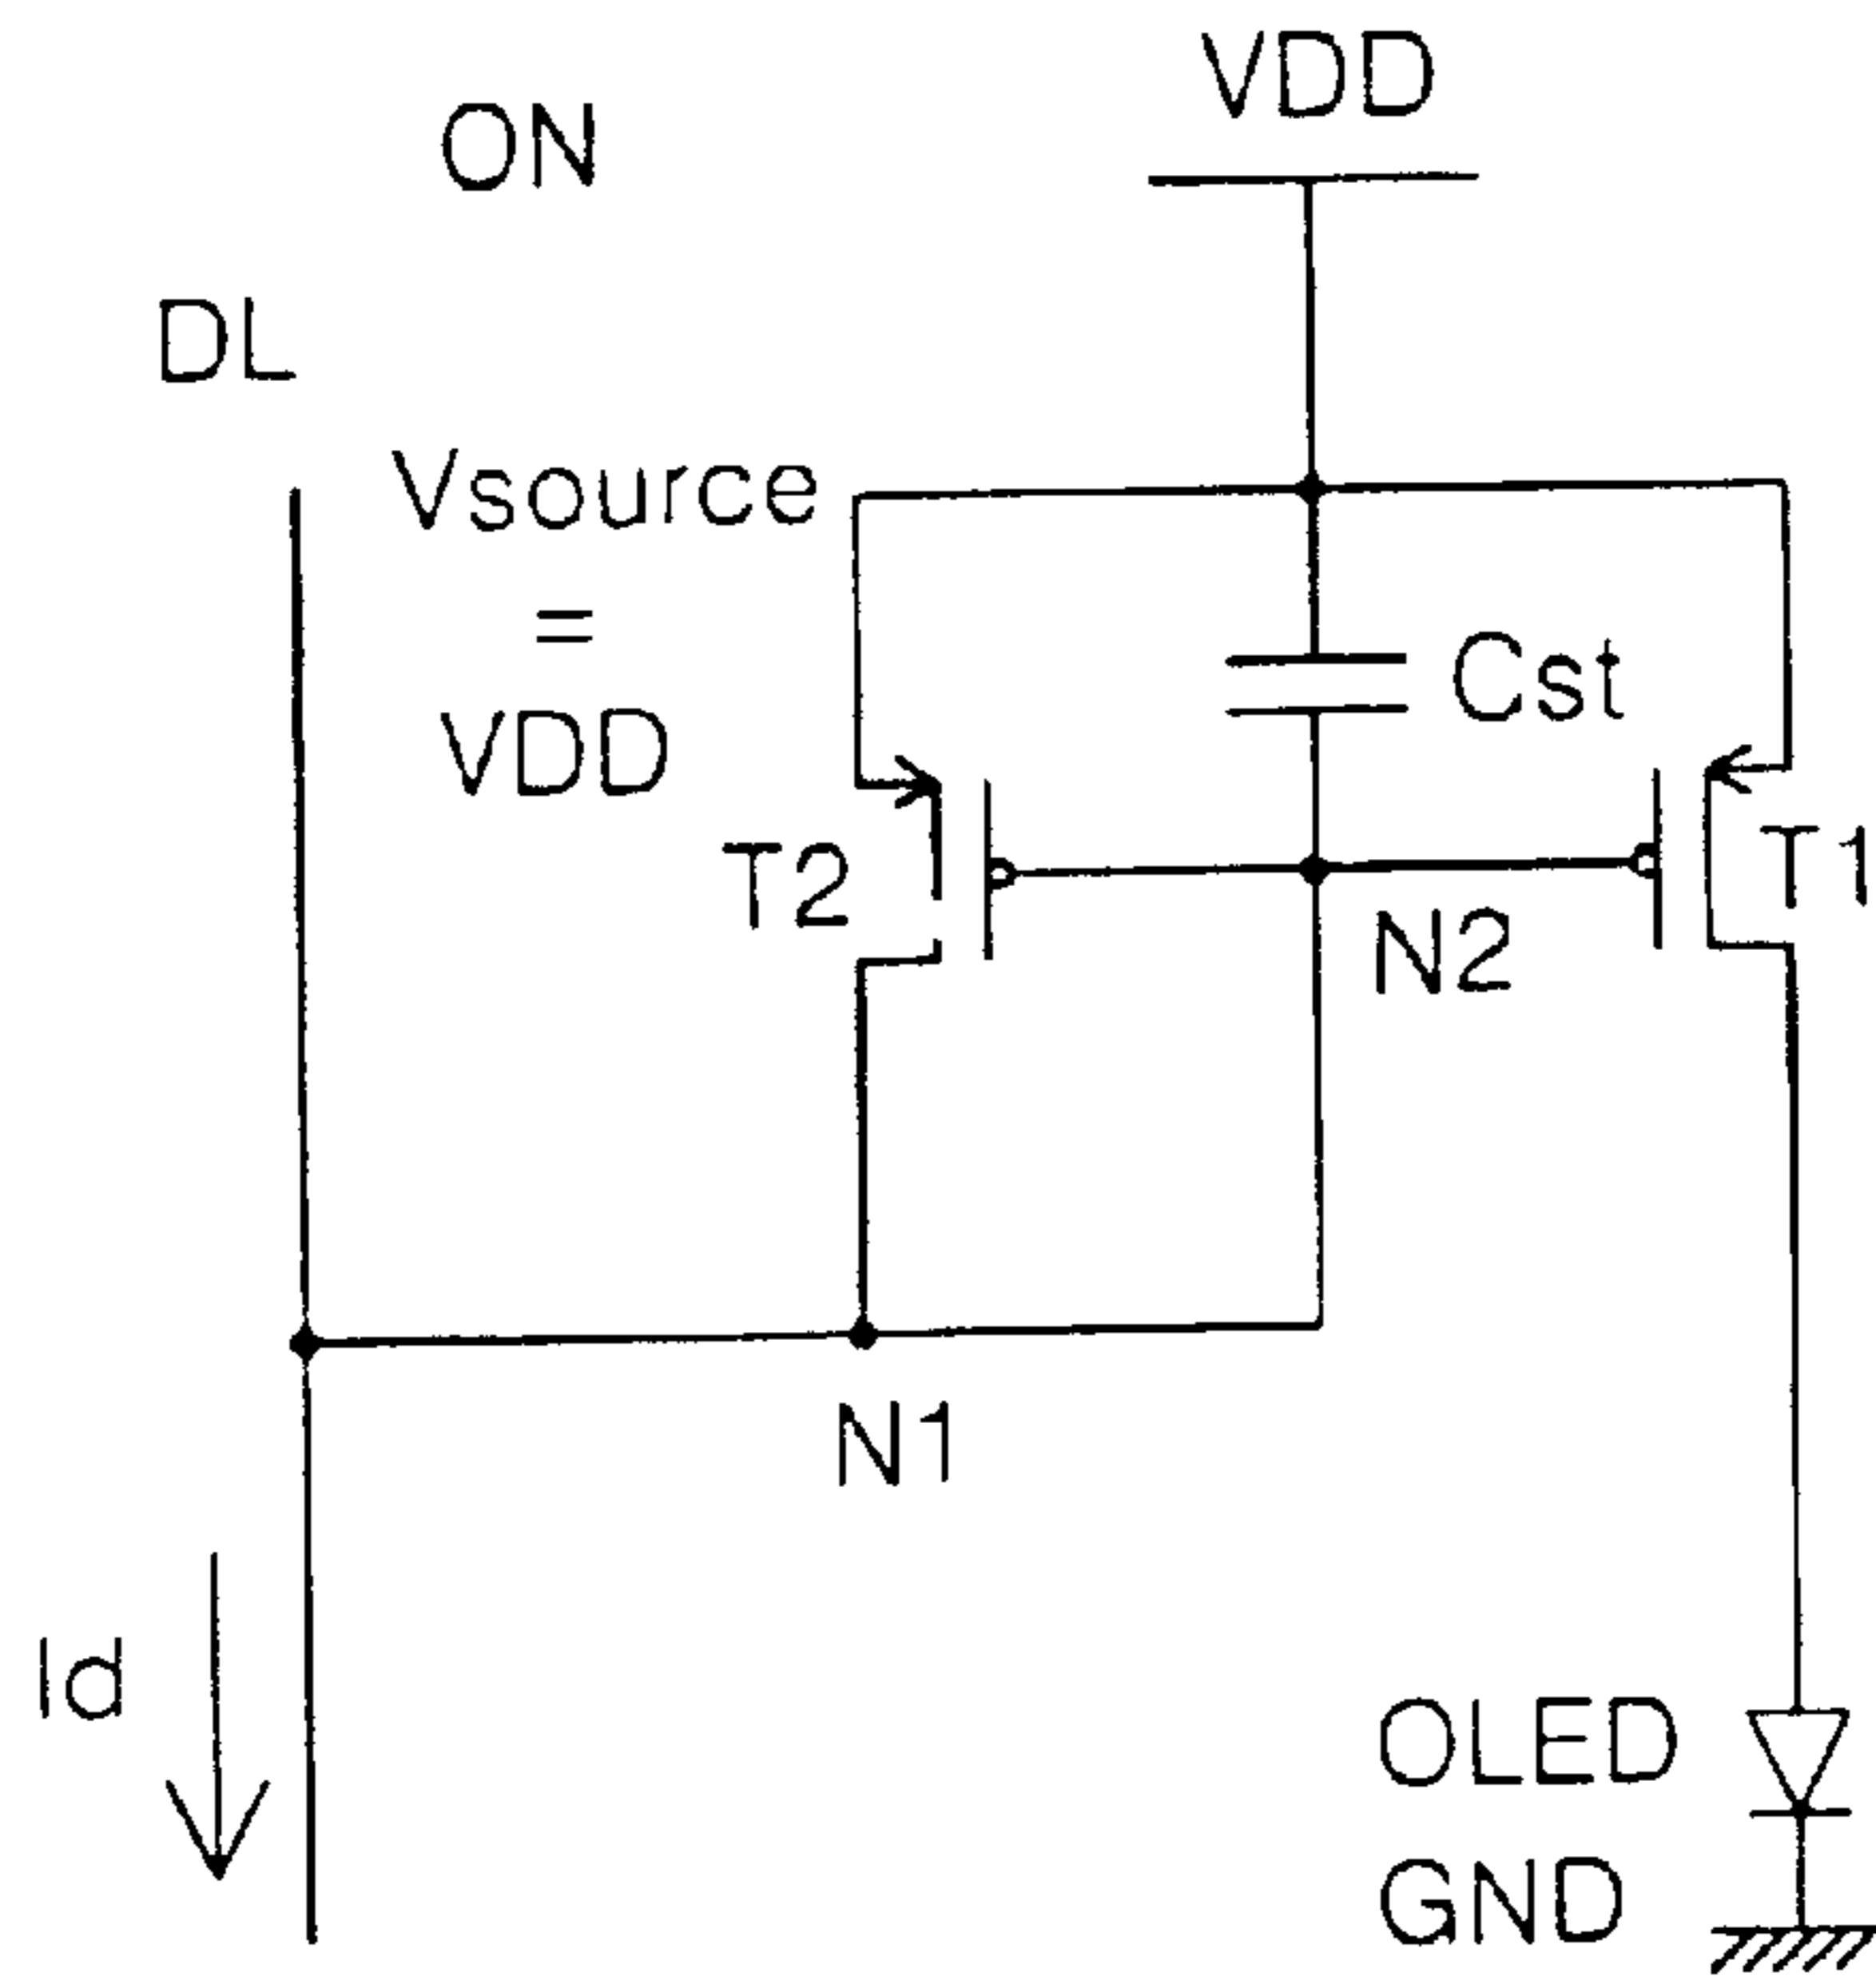 VDD
ON
DL
Vsource
=
VDD
Cst
T2
T1
N2
N1
Id
OLED
GND